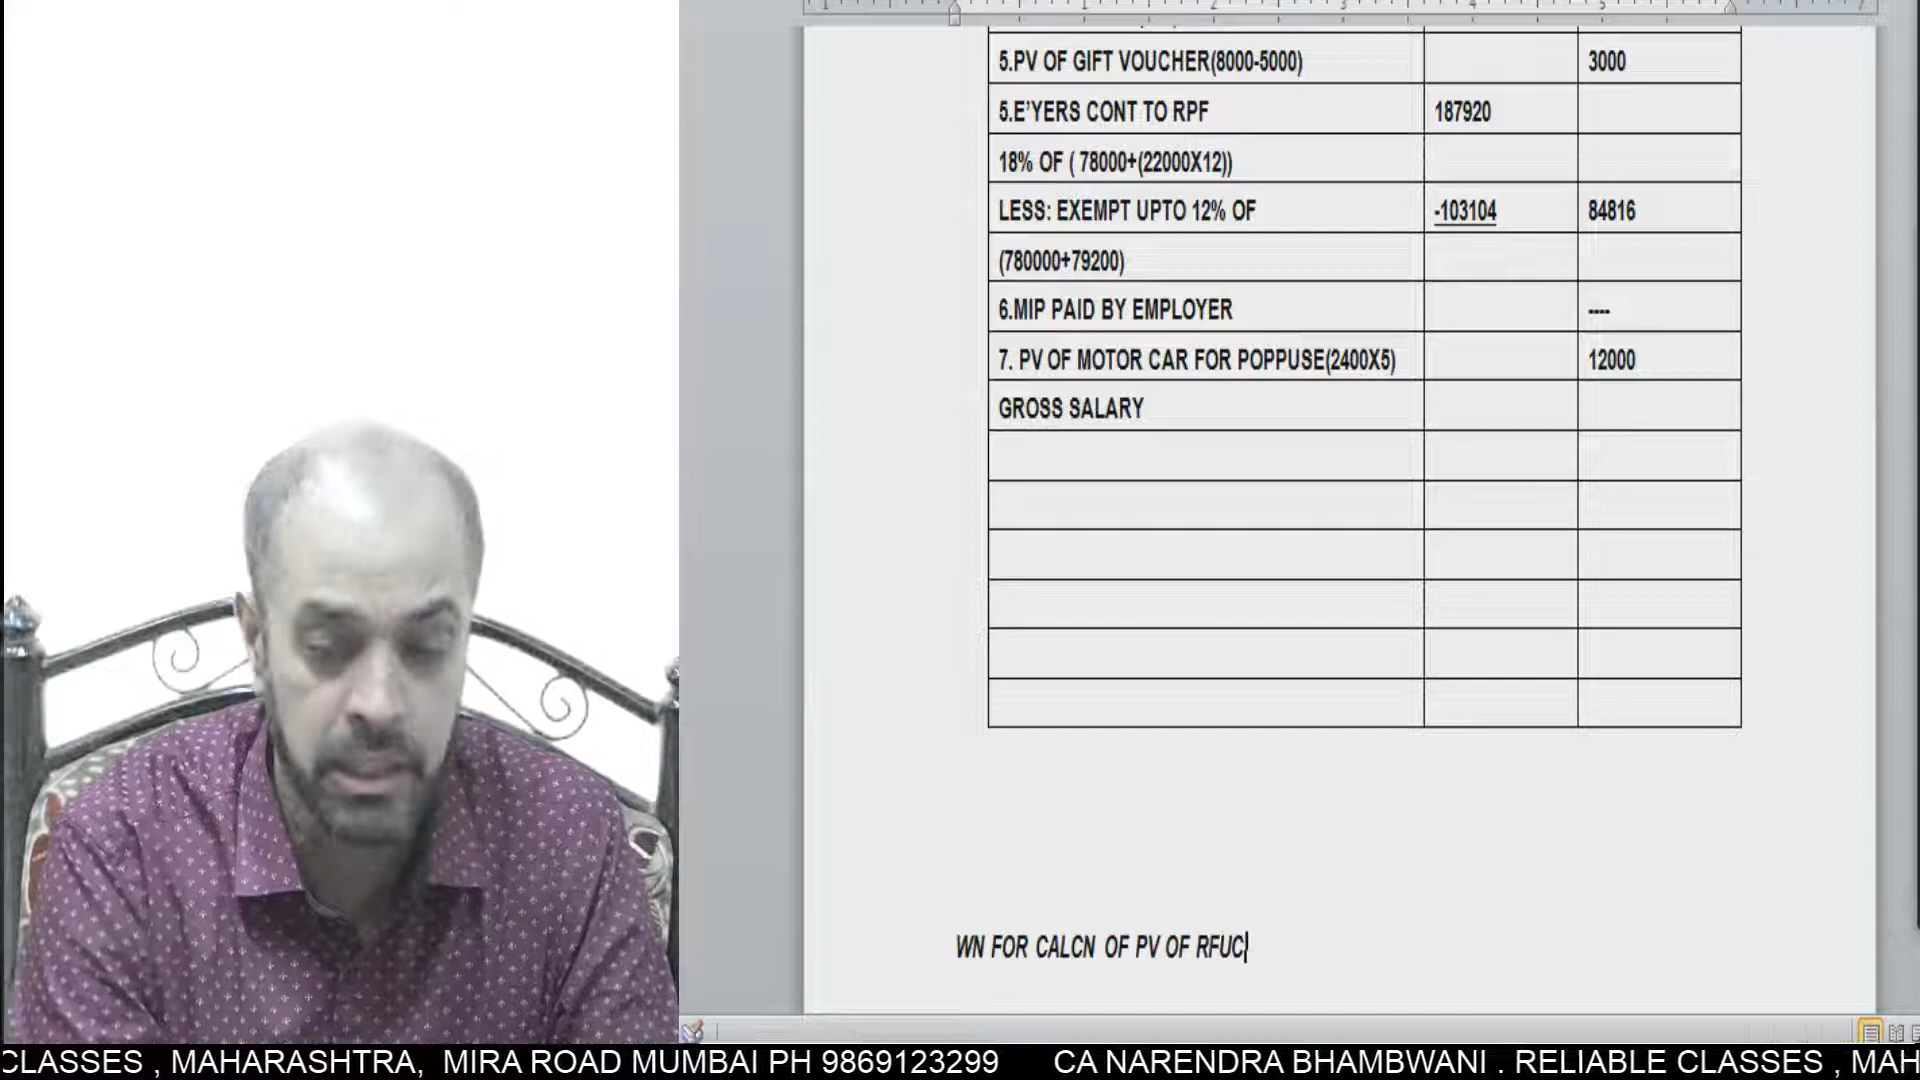 5.PV OF GIFT VOUCHER(8000-5000) 3000
5.E'YERS CONT TO RPF 187920
18% OF ( 78000+(22000X12))
LESS: EXEMPT UPTO 12% OF -103104 84816
(780000+79200)
6.MIP PAID BY EMPLOYER ----
7. PV OF MOTOR CAR FOR POPPUSE(2400X5) 12000
GROSS SALARY
WN FOR CALCN OF PV OF RFUC
CLASSES , MAHARASHTRA, MIRA ROAD MUMBAI PH 9869123299 CA NARENDRA BHAMBWANI . RELIABLE CLASSES , MAH